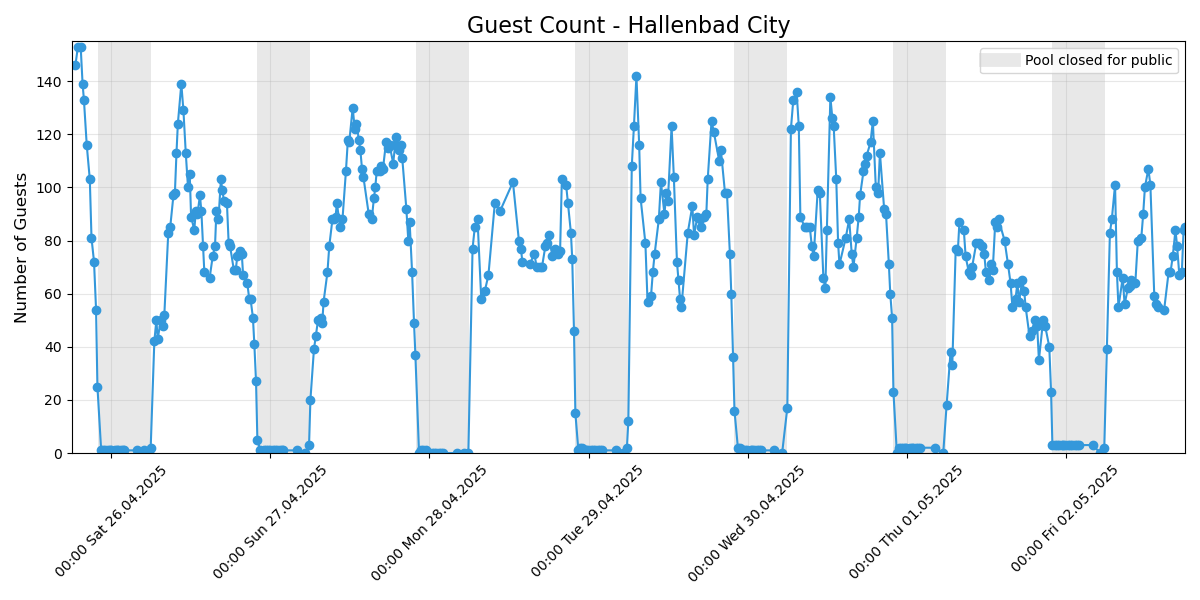 Guest Count - Hallenbad City
Pool closed for public
Number of Guests
140
120
100
80
60
40
20
0
00:00 Sat 26.04.2025
00:00 Sun 27.04.2025
00:00 Mon 28.04.2025
00:00 Tue 29.04.2025
00:00 Wed 30.04.2025
00:00 Thu 01.05.2025
00:00 Fri 02.05.2025